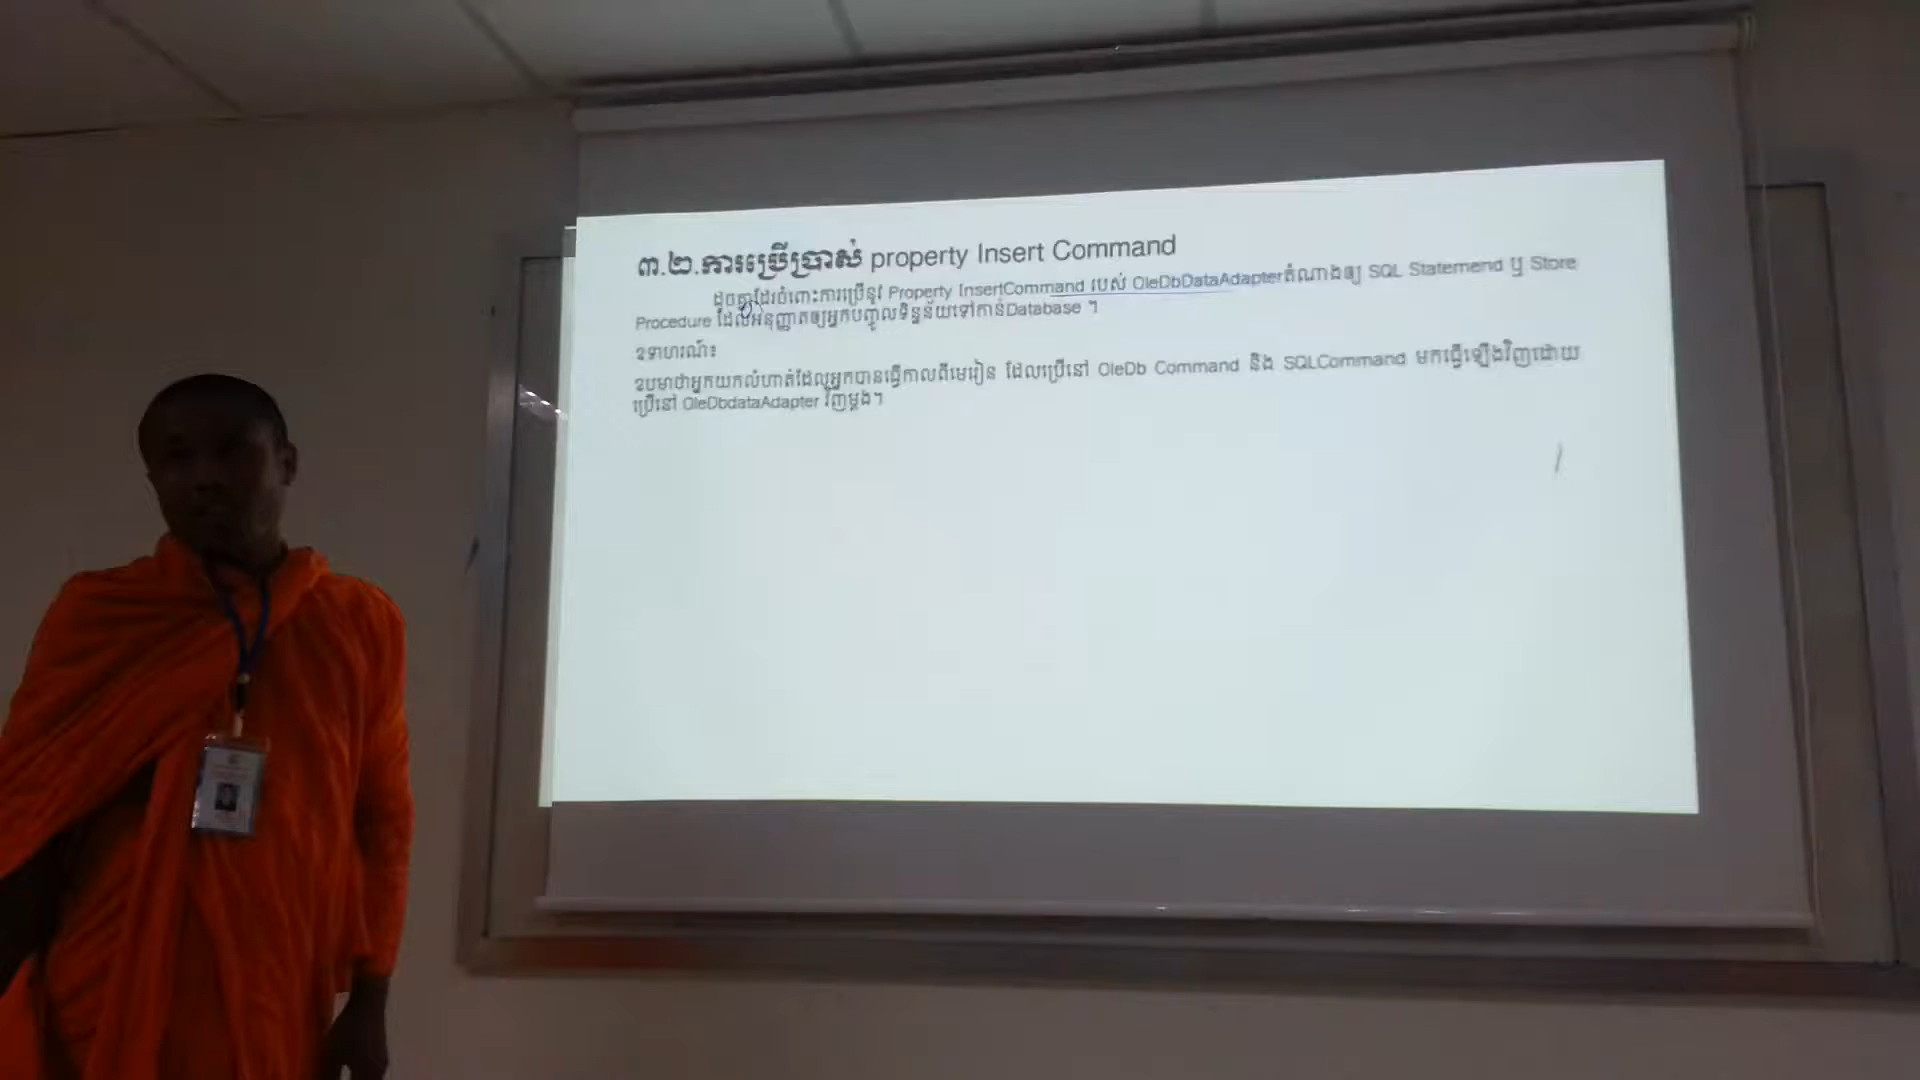 ៣.២.ការប្រើប្រាស់ property Insert Command
ដូចគ្នាដែរចំពោះការប្រើនូវ Property InsertCommand របស់ OleDbDataAdapterតំណាងឲ្យ SQL Statemend ឬ Store
Procedure ដែលអនុញ្ញាតឲ្យអ្នកបញ្ចូលទិន្នន័យទៅកាន់Database ។
ឧទាហរណ៍៖
ឧបមាថាអ្នកយកលំហាត់ដែលអ្នកបានធ្វើកាលពីមេរៀន ដែលប្រើនៅ OleDb Command និង SQLCommand មកធ្វើឡើងវិញដោយ
ប្រើនៅ OleDbdataAdapter វិញម្តង។